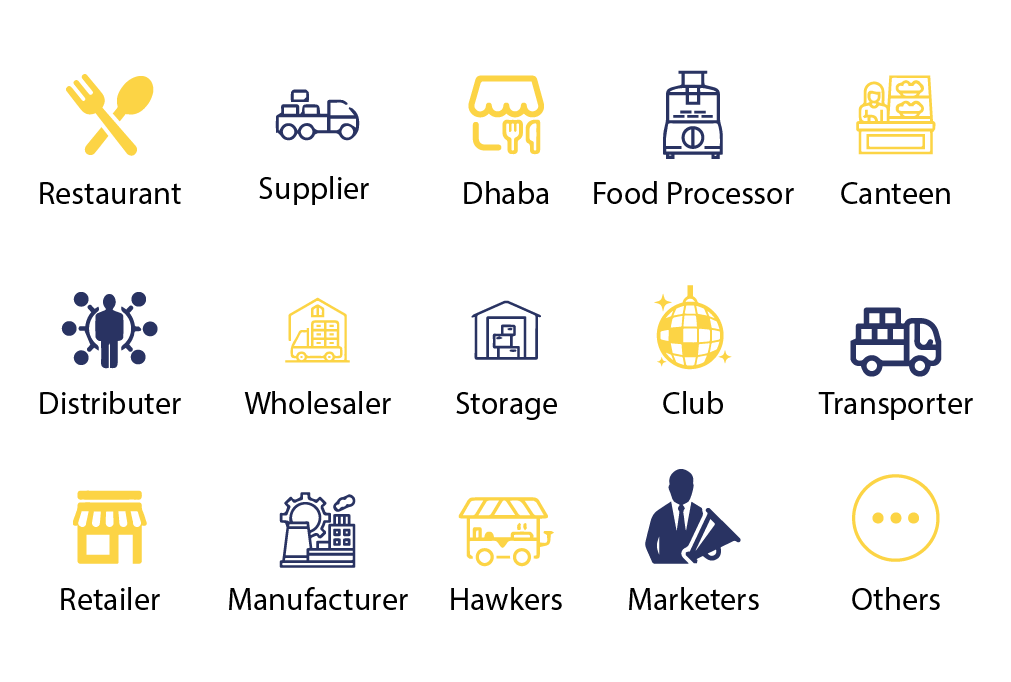 Restaurant
Supplier
Dhaba
Food Processor
Canteen
Distributer
Wholesaler
Storage
Club
Transporter
Retailer
Manufacturer
Hawkers
Marketers
Others